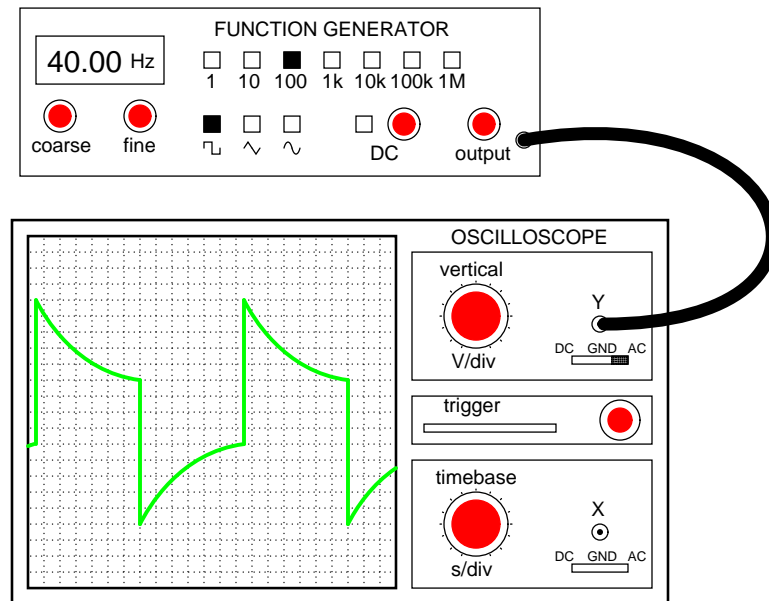 FUNCTION GENERATOR
40.00 Hz
1 10 100 1k 10k 100k 1M
coarse fine DC output
OSCILLOSCOPE
vertical
Y
DC GND AC
V/div
trigger
timebase
X
DC GND AC
s/div